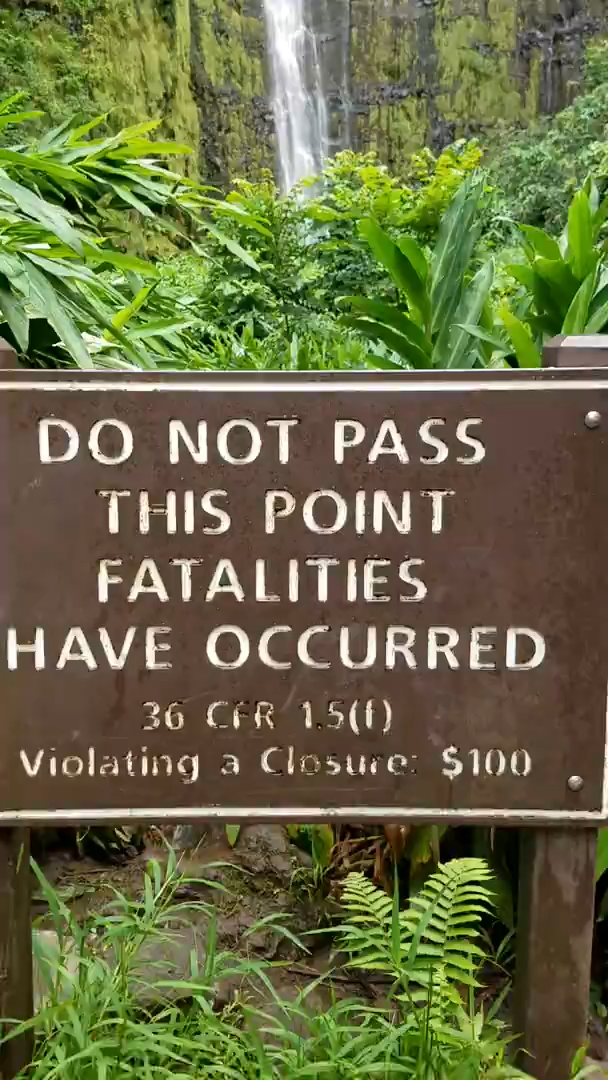 DO NOT PASS
THIS POINT
FATALITIES
HAVE OCCURRED
36 CFR 1.5(f)
Violating a Closure: $100